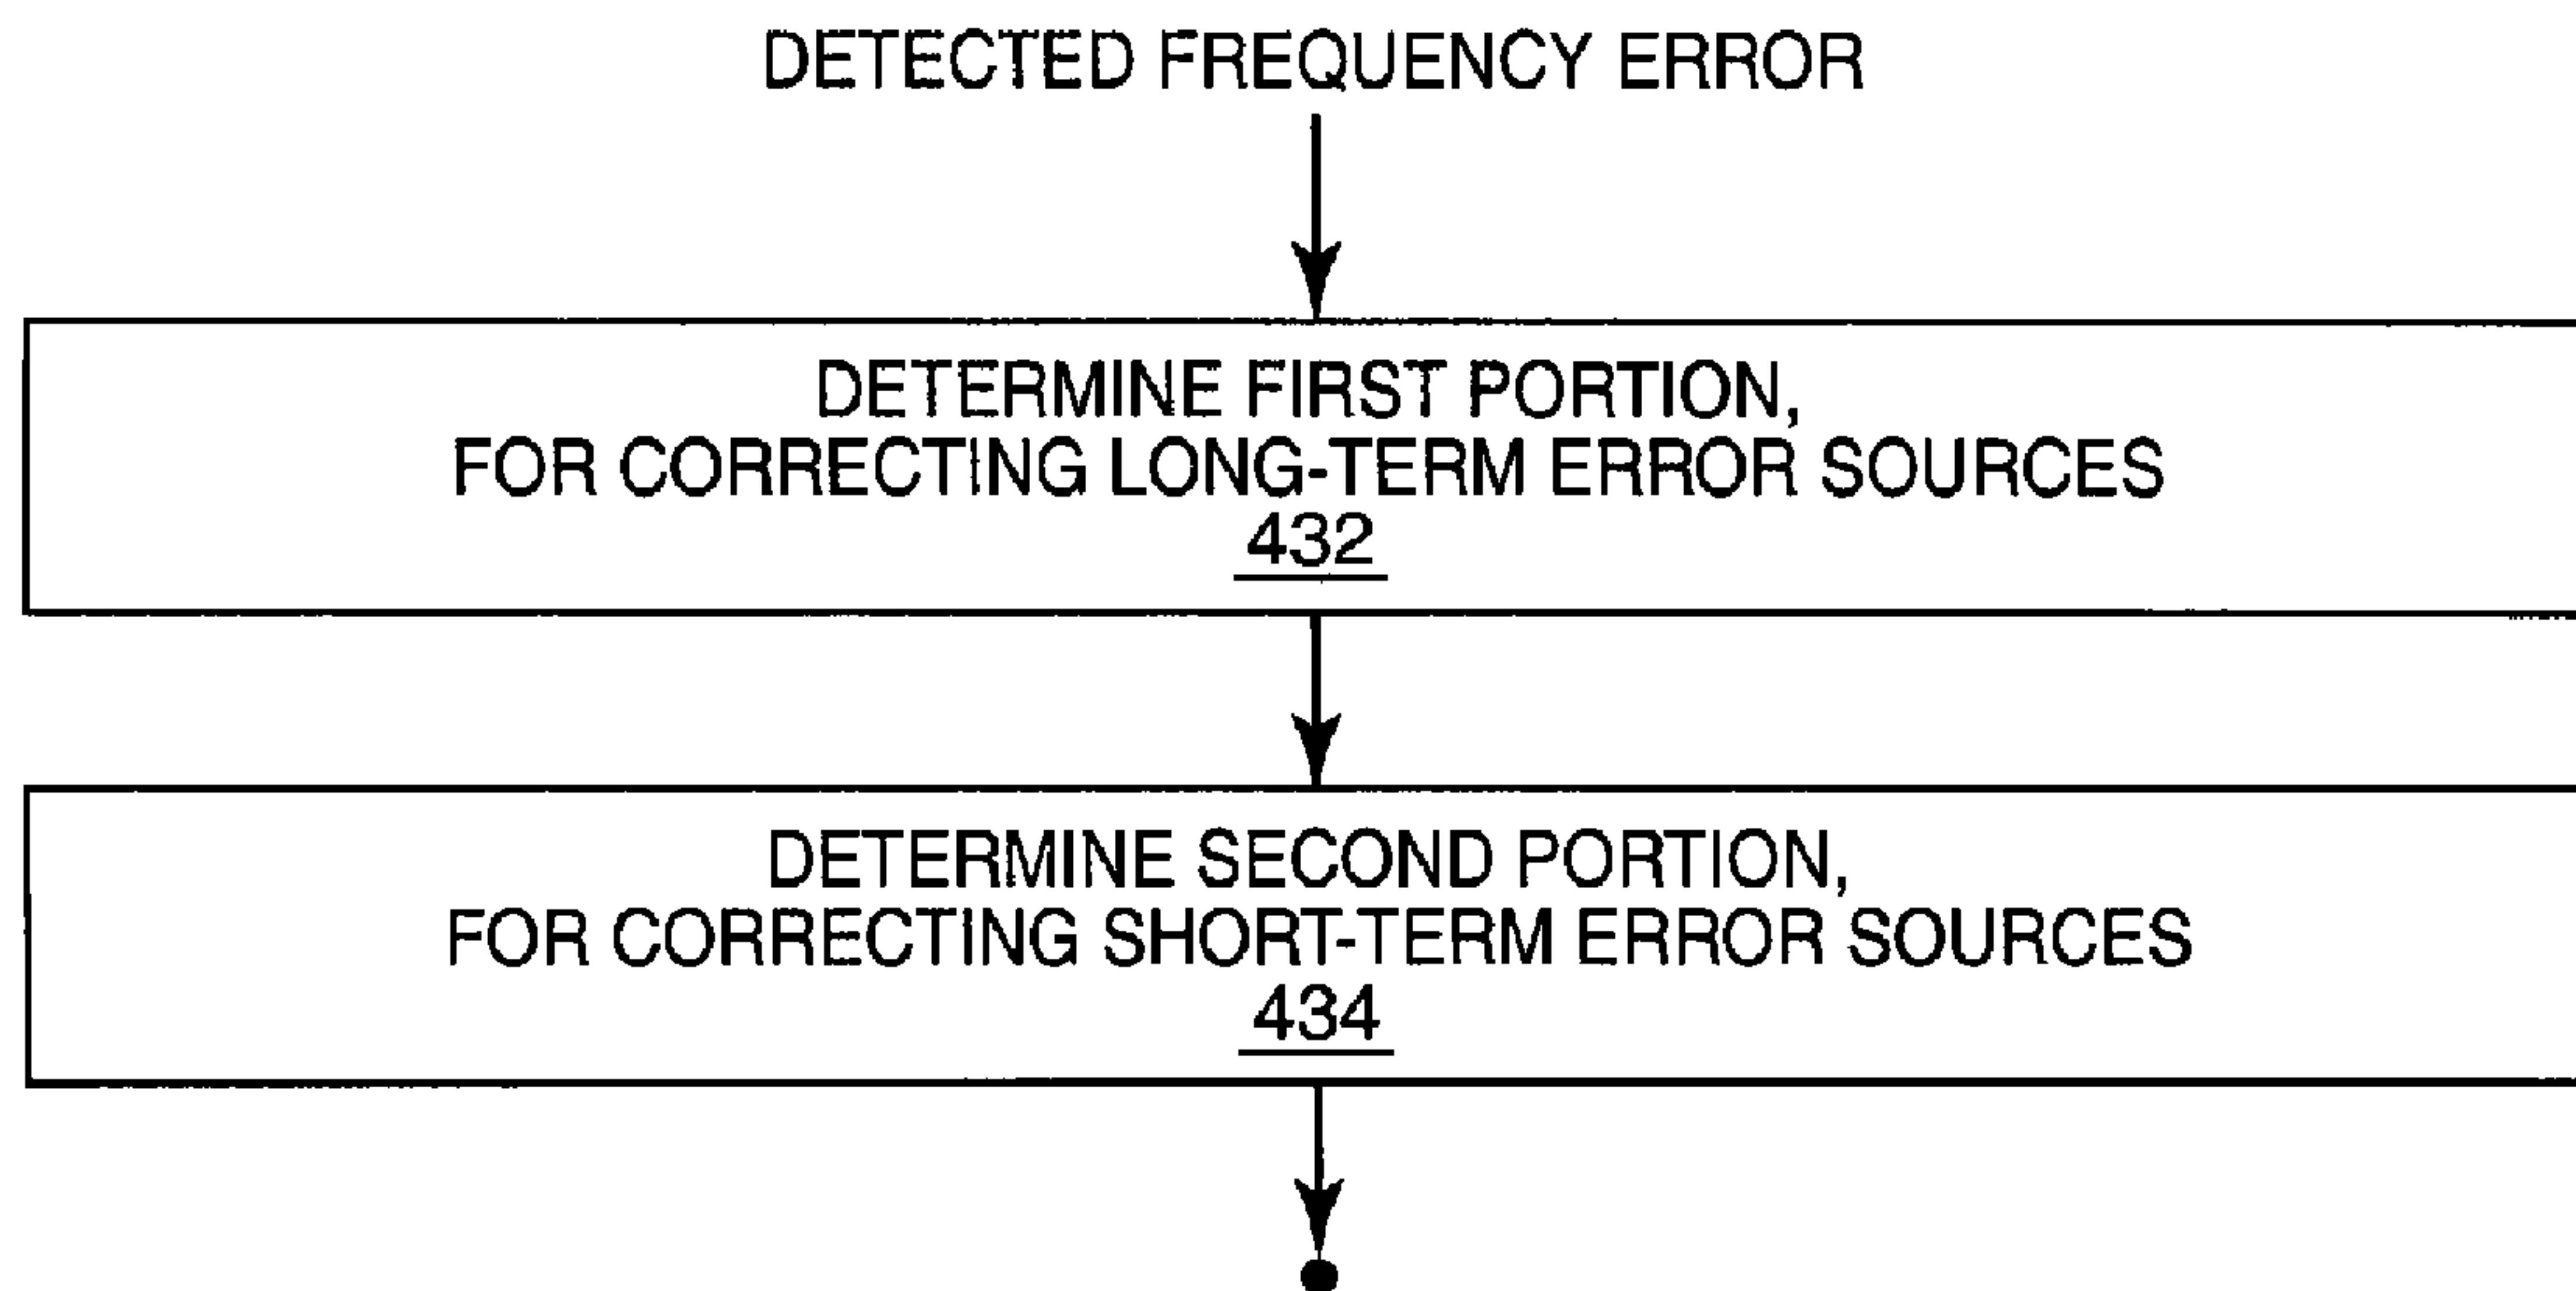 DETECTED FREQUENCY ERROR
DETERMINE FIRST PORTION,
FOR CORRECTING LONG-TERM ERROR SOURCES
432
DETERMINE SECOND PORTION,
FOR CORRECTING SHORT-TERM ERROR SOURCES
434